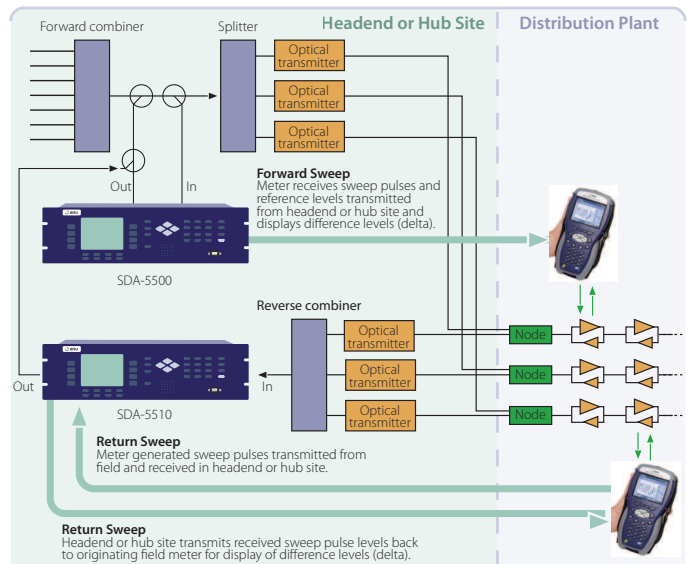 Forward combiner
Splitter
Headend or Hub Site
Distribution Plant
Optical
transmitter
Optical
transmitter
Optical
transmitter
Out
In
Forward Sweep
Meter receives sweep pulses and
reference levels transmitted
from headend or hub site and
displays difference levels (delta).
SDA-5500
Reverse combiner
Optical
transmitter
Optical
transmitter
Optical
transmitter
Node
Node
Node
Out
In
SDA-5510
Return Sweep
Meter generated sweep pulses transmitted from
field and received in headend or hub site.
Return Sweep
Headend or hub site transmits received sweep pulse levels back
to originating field meter for display of difference levels (delta).